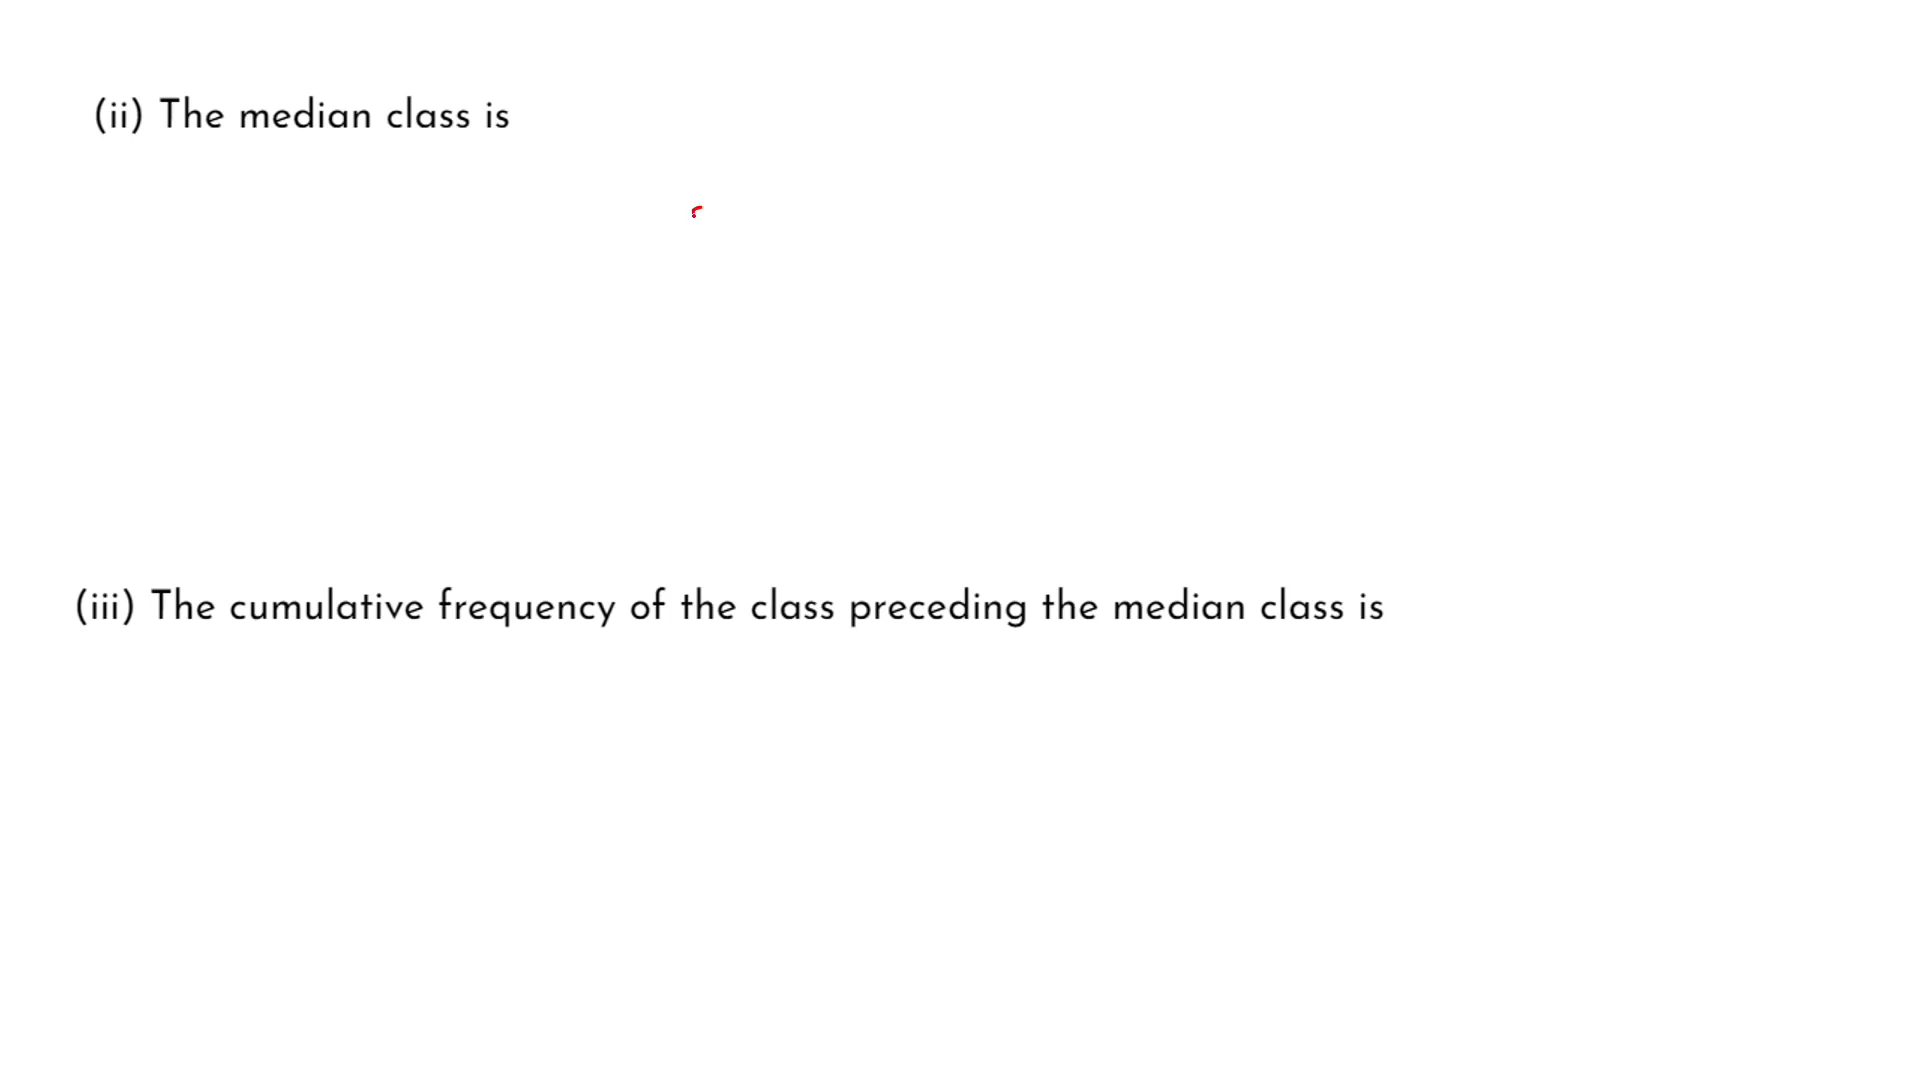 (ii) The median class is
(iii) The cumulative frequency of the class preceding the median class is